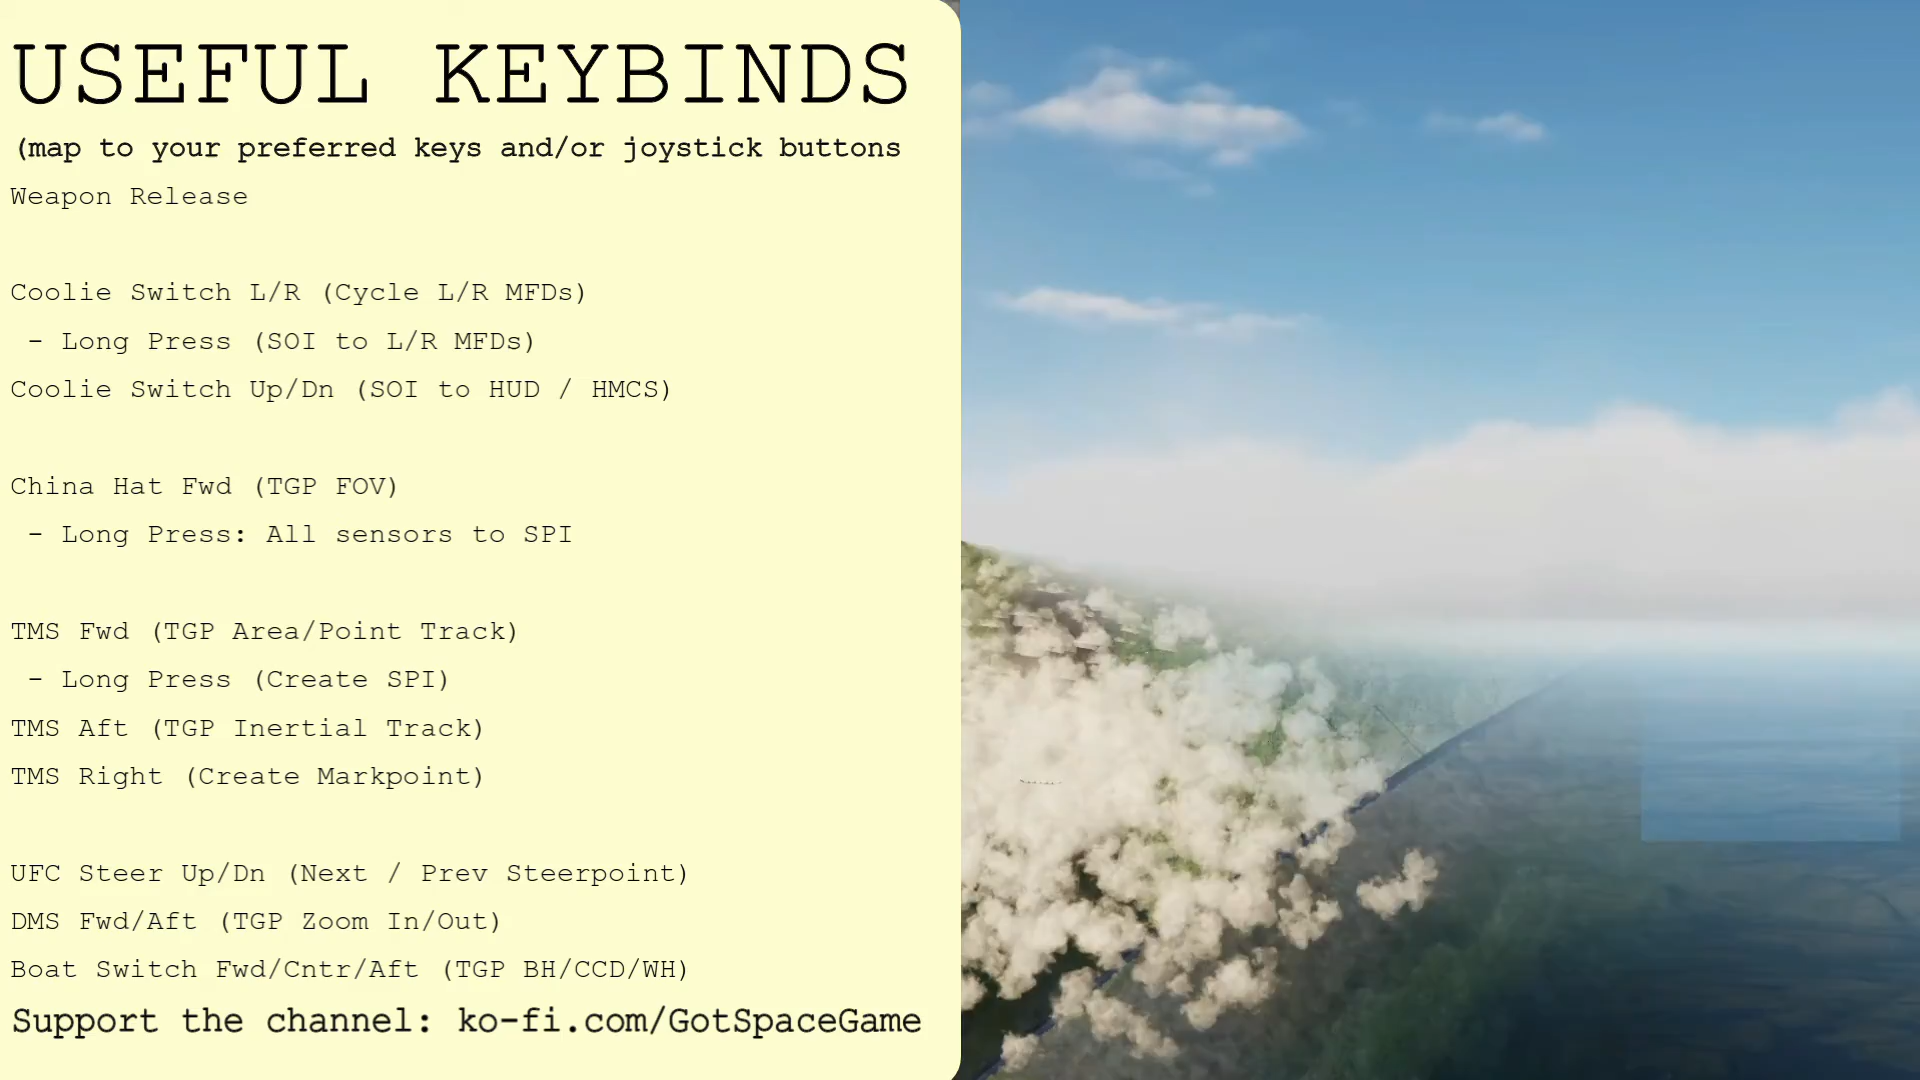 USEFUL KEYBINDS
(map to your preferred keys and/or joystick buttons
Weapon Release
Coolie Switch L/R (Cycle L/R MFDs)
- Long Press (SOI to L/R MFDs)
Coolie Switch Up/Dn (SOI to HUD / HMCS)
China Hat Fwd (TGP FOV)
- Long Press: All sensors to SPI
TMS Fwd (TGP Area/Point Track)
- Long Press (Create SPI)
TMS Aft (TGP Inertial Track)
TMS Right (Create Markpoint)
UFC Steer Up/Dn (Next / Prev Steerpoint)
DMS Fwd/Aft (TGP Zoom In/Out)
Boat Switch Fwd/Cntr/Aft (TGP BH/CCD/WH)
Support the channel: ko-fi.com/GotSpaceGame